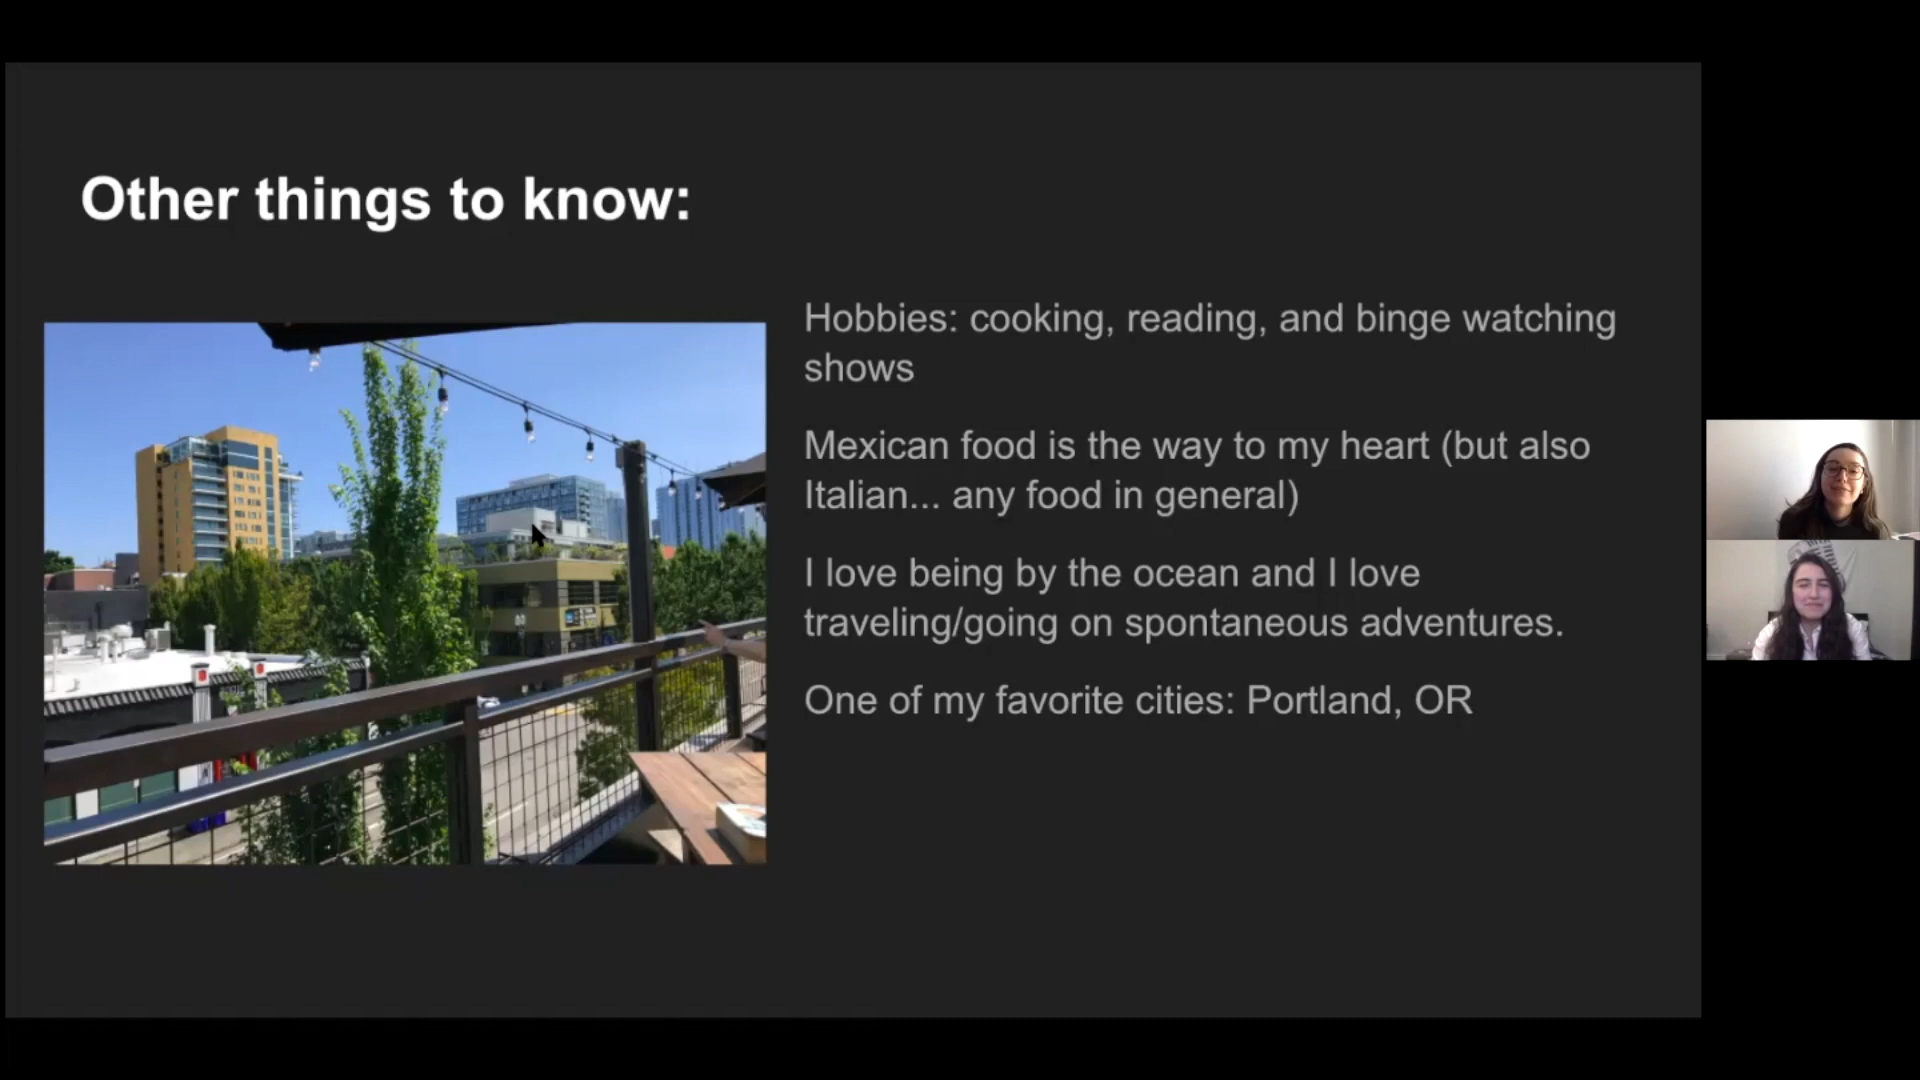 Other things to know:
Hobbies: cooking, reading, and binge watching
shows
Mexican food is the way to my heart (but also
Italian... any food in general)
I love being by the ocean and I love
traveling/going on spontaneous adventures.
One of my favorite cities: Portland, OR